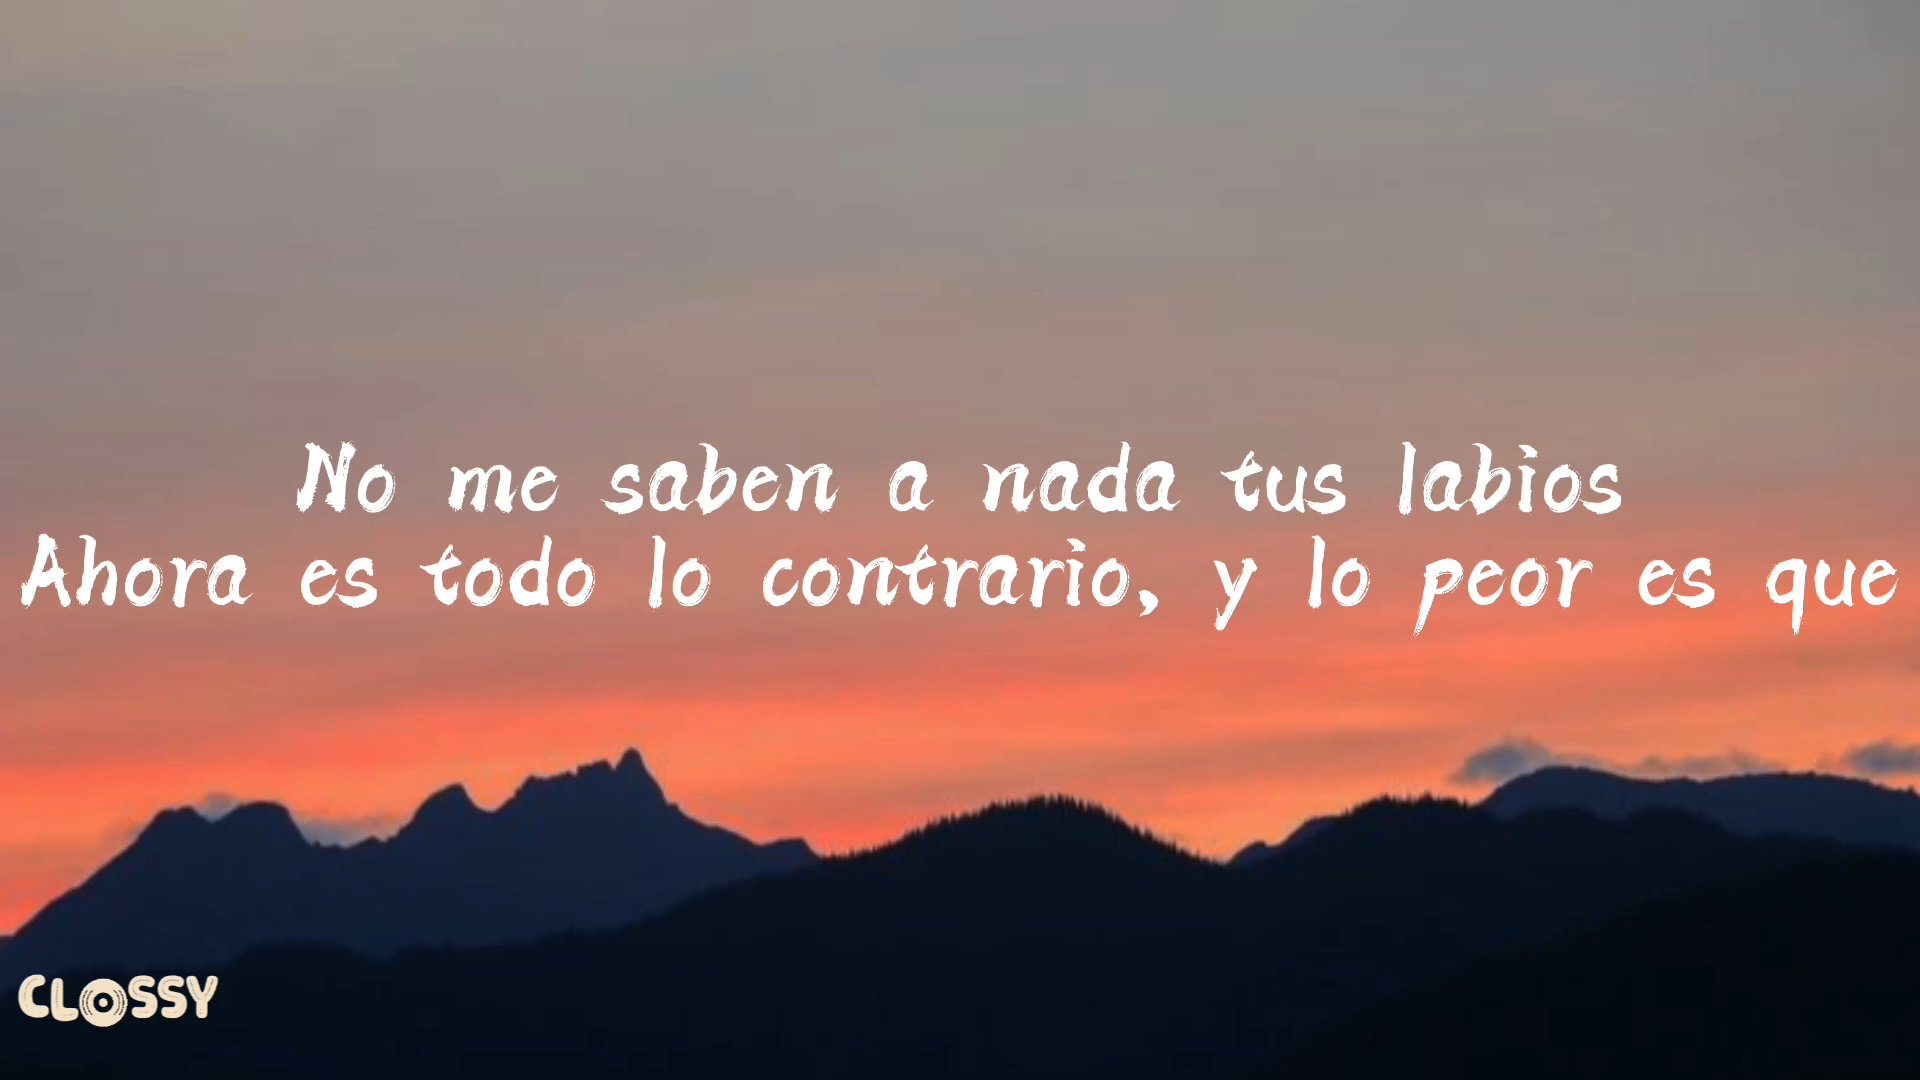 No me saben a nada tus labios
Ahora es todo lo contrario, y lo peor es que
CLOSSY